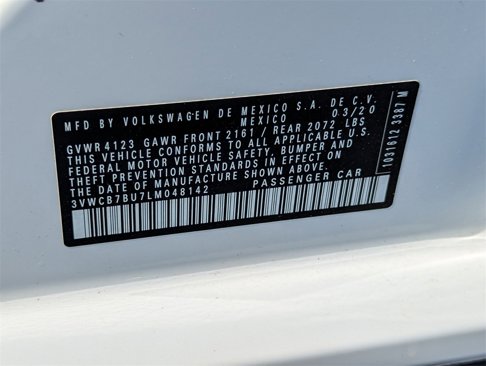 MFD BY VOLKSWAGEN DE MEXICO S.A. DE C.V.
MEXICO 03/20
GVWR 4123 GAWR FRONT 2161 / REAR 2072 LBS
THIS VEHICLE CONFORMS TO ALL APPLICABLE U.S.
FEDERAL MOTOR VEHICLE SAFETY, BUMPER AND
THEFT PREVENTION STANDARDS IN EFFECT ON
THE DATE OF MANUFACTURE SHOWN ABOVE.
3VWCB7BU7LM048142 PASSENGER CAR
1031612 3387 M